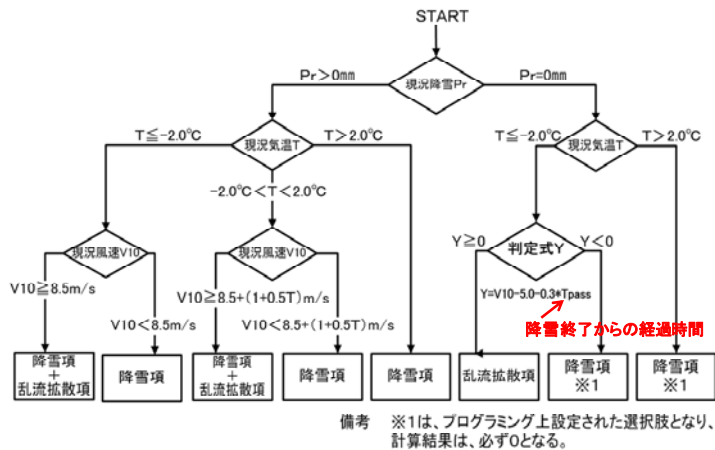 START
Pr>0mm
現況降雪Pr
Pr=0mm
T≦-2.0℃
現況気温T
T>2.0℃
T≦-2.0℃
現況気温T
T>2.0℃
-2.0℃<T<2.0℃
現況風速V10
現況風速V10
Y≧0
判定式Y
Y<0
V10≧8.5m/s
V10≧8.5+(1+0.5T)m/s
Y=V10-5.0-0.3*Tpass
V10<8.5m/s
V10<8.5+(1+0.5T)m/s
降雪終了からの経過時間
降雪項
+
乱流拡散項
降雪項
降雪項
+
乱流拡散項
降雪項
降雪項
乱流拡散項
降雪項
※1
降雪項
※1
備考 ※1は、プログラミング上設定された選択肢となり、
計算結果は、必ず0となる。